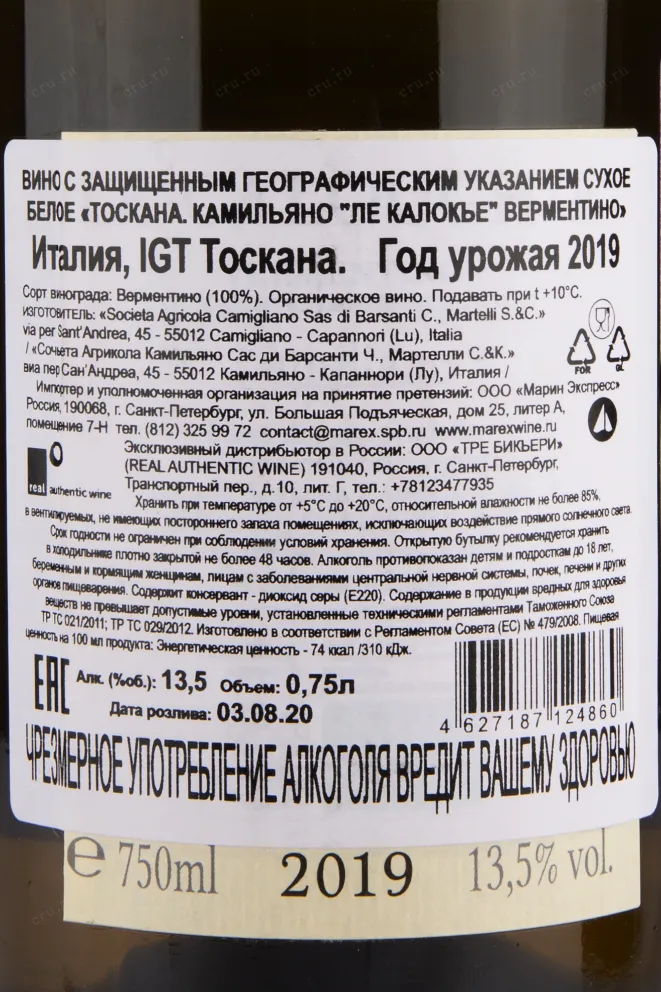 ВИНО С ЗАЩИЩЕННЫМ ГЕОГРАФИЧЕСКИМ УКАЗАНИЕМ СУХОЕ
БЕЛОЕ «ТОСКАНА. КАМИЛЬЯНО "ЛЕ КАЛОКЬЕ" ВЕРМЕНТИНО»
Италия, IGT Тоскана. Год урожая 2019
Сорт винограда: Верментино (100%). Органическое вино. Подавать при t +10°C.
ИЗГОТОВИТЕЛЬ: «Societa Agricola Camigliano Sas di Barsanti C., Martelli S.&C.»
via per Sant'Andrea, 45 - 55012 Camigliano - Capannori (Lu), Italia
/ «Сочьета Агрикола Камильяно Сас ди Барсанти Ч., Мартелли С.&К.»
виа пер Сан'Андреа, 45 - 55012 Камильяно - Капаннори (Лу), Италия /
Импортер и уполномоченная организация на принятие претензий: ООО «Марин Экспресс»
Россия, 190068, г. Санкт-Петербург, ул. Большая Подъяческая, дом 25, литер А,
помещение 7-Н тел. (812) 325 99 72 contact@marex.spb.ru www.marexwine.ru
Эксклюзивный дистрибьютор в России: ООО «ТРЕ БИКЬЕРИ»
(REAL AUTHENTIC WINE) 191040, Россия, г. Санкт-Петербург,
Транспортный пер., д.10, лит. Г, тел.: +78123477935
real authentic wine
FOR
GL
Хранить при температуре от +5°С до +20°С, относительной влажности не более 85%,
в вентилируемых, не имеющих постороннего запаха помещениях, исключающих воздействие прямого солнечного света.
Срок годности не ограничен при соблюдении условий хранения. Открытую бутылку рекомендуется хранить
в холодильнике плотно закрытой не более 48 часов. Алкоголь противопоказан детям и подросткам до 18 лет,
беременным и кормящим женщинам, лицам с заболеваниями центральной нервной системы, почек, печени и других
органов пищеварения. Содержит консервант - диоксид серы (Е220). Содержание в продукции вредных для здоровья
веществ не превышает допустимые уровни, установленные техническими регламентами Таможенного Союза
ТР ТС 021/2011; ТР ТС 029/2012. Изготовлено в соответствии с Регламентом Совета (ЕС) № 479/2008. Пищевая
ценность на 100 мл продукта: Энергетическая ценность - 74 ккал /310 кДж.
EAC
Алк. (%об.): 13,5 Объем: 0,75л
Дата розлива: 03.08.20
4 627187 124860
ЧРЕЗМЕРНОЕ УПОТРЕБЛЕНИЕ АЛКОГОЛЯ ВРЕДИТ ВАШЕМУ ЗДОРОВЬЮ
e 750ml 2019 13,5% vol.